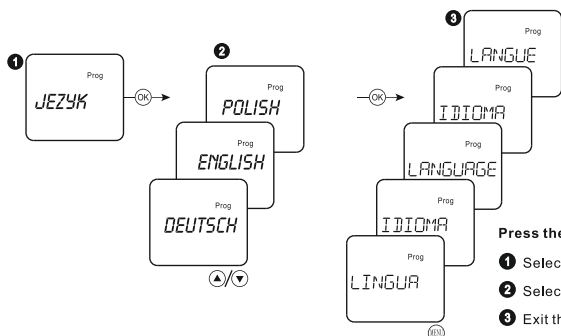 1
Prog
JEZYK
OK
2
Prog
POLISH
Prog
ENGLISH
Prog
DEUTSCH
/
OK
3
Prog
LANGUE
Prog
IDIOMA
Prog
LANGUAGE
Prog
IDIOMA
Prog
LINGUA
MENU
Press the
1 Selec
2 Selec
3 Exit th